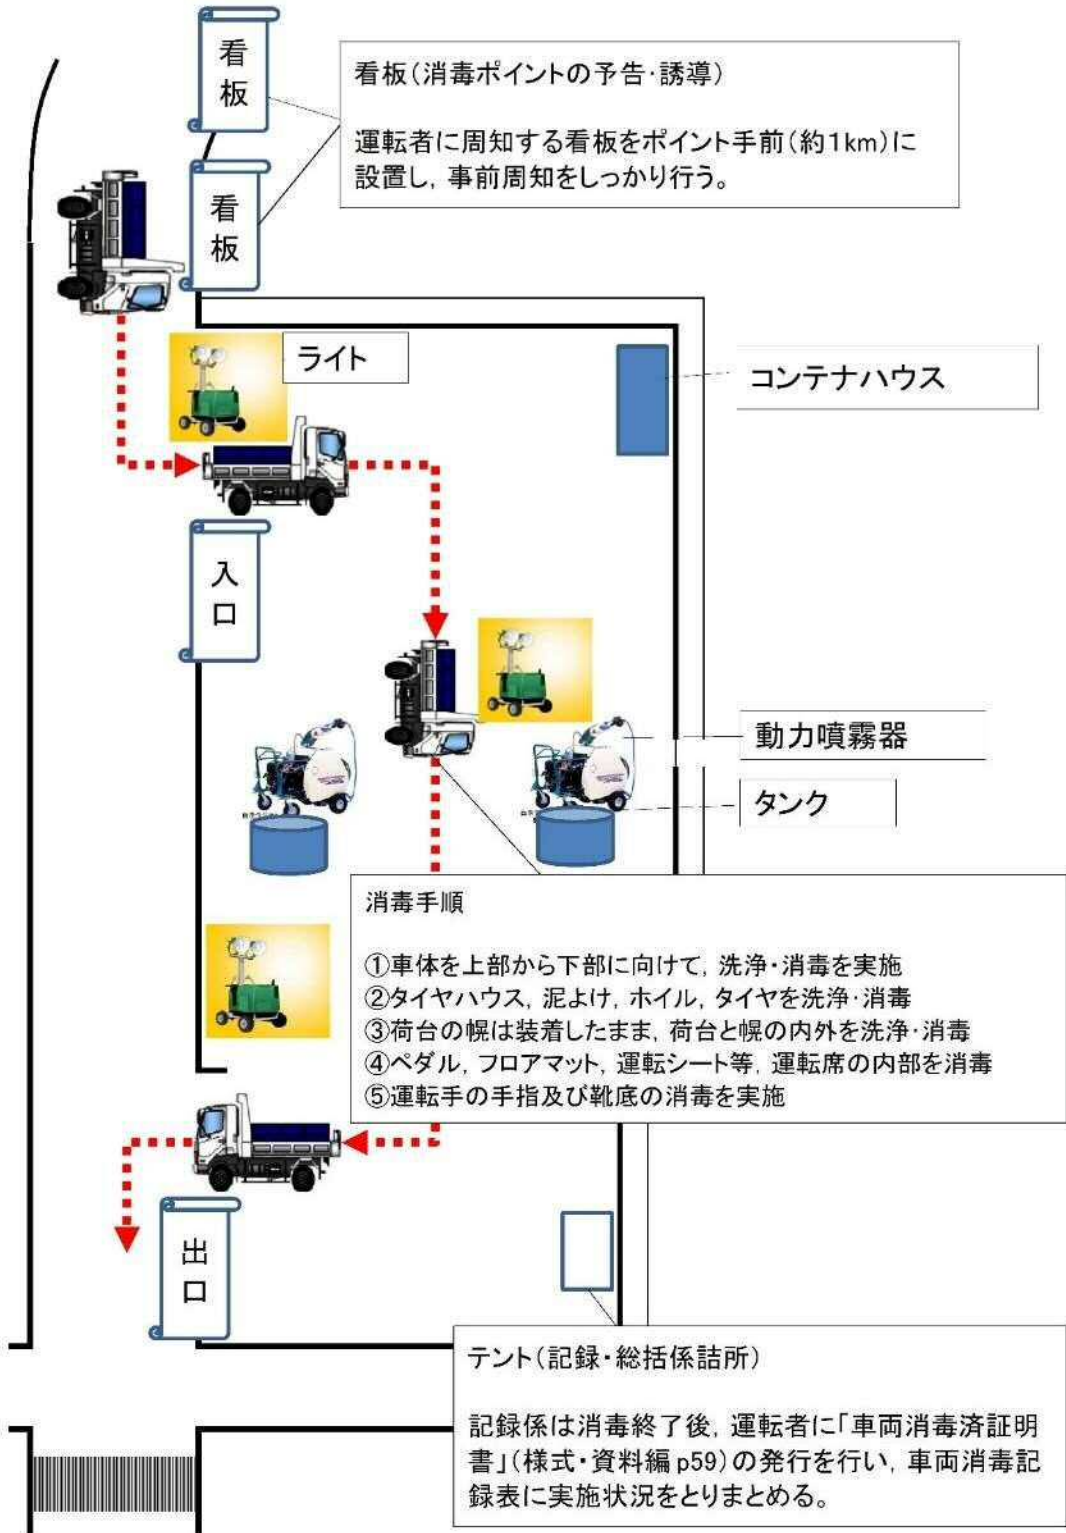 看板
看板(消毒ポイントの予告・誘導)
運転者に周知する看板をポイント手前(約1km)に
設置し, 事前周知をしっかり行う。
看板
ライト
コンテナハウス
入口
動力噴霧器
タンク
消毒手順
①車体を上部から下部に向けて, 洗浄・消毒を実施
②タイヤハウス, 泥よけ, ホイル, タイヤを洗浄・消毒
③荷台の幌は装着したまま, 荷台と幌の内外を洗浄・消毒
④ペダル, フロアマット, 運転シート等, 運転席の内部を消毒
⑤運転手の手指及び靴底の消毒を実施
出口
テント(記録・総括係詰所)
記録係は消毒終了後, 運転者に「車両消毒済証明
書」(様式・資料編p59)の発行を行い, 車両消毒記
録表に実施状況をとりまとめる。